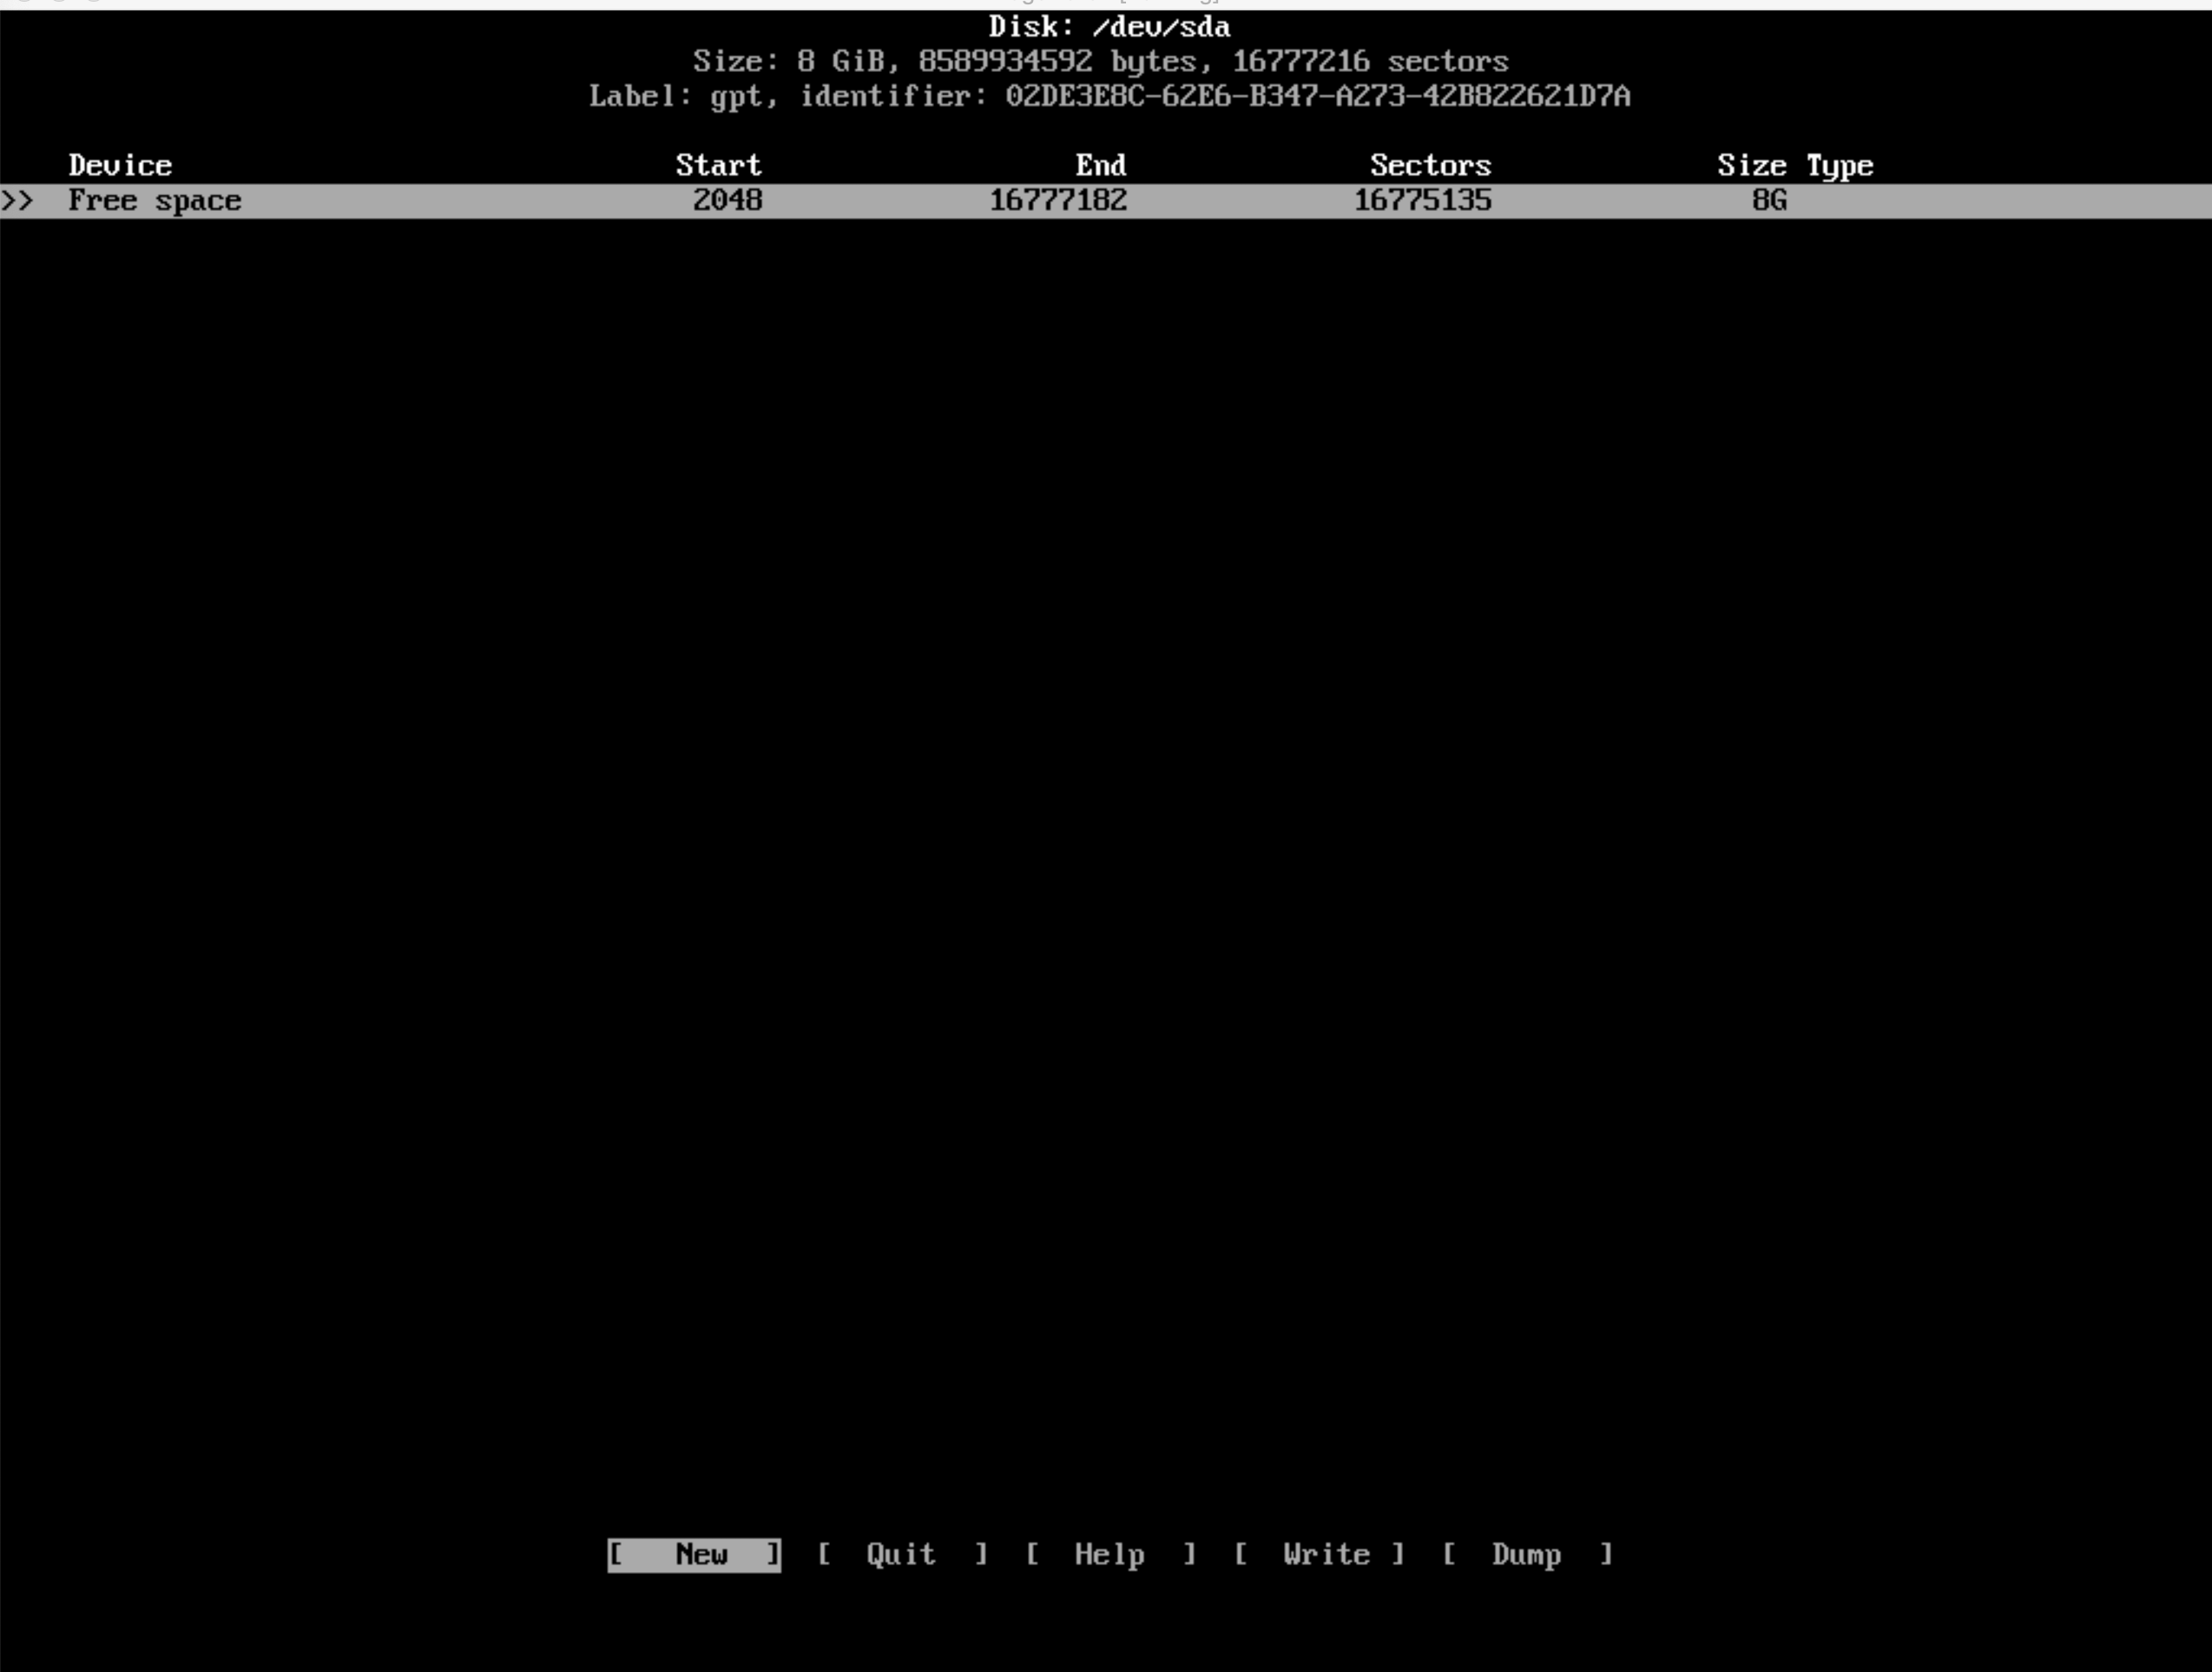 Disk: /dev/sda
Size: 8 GiB, 8589934592 bytes, 16777216 sectors
Label: gpt, identifier: 02DE3E8C-62E6-B347-A273-42B822621D7A
Device Start End Sectors Size Type
>> Free space 2048 16777182 16775135 8G
[ New ] [ Quit ] [ Help ] [ Write ] [ Dump ]